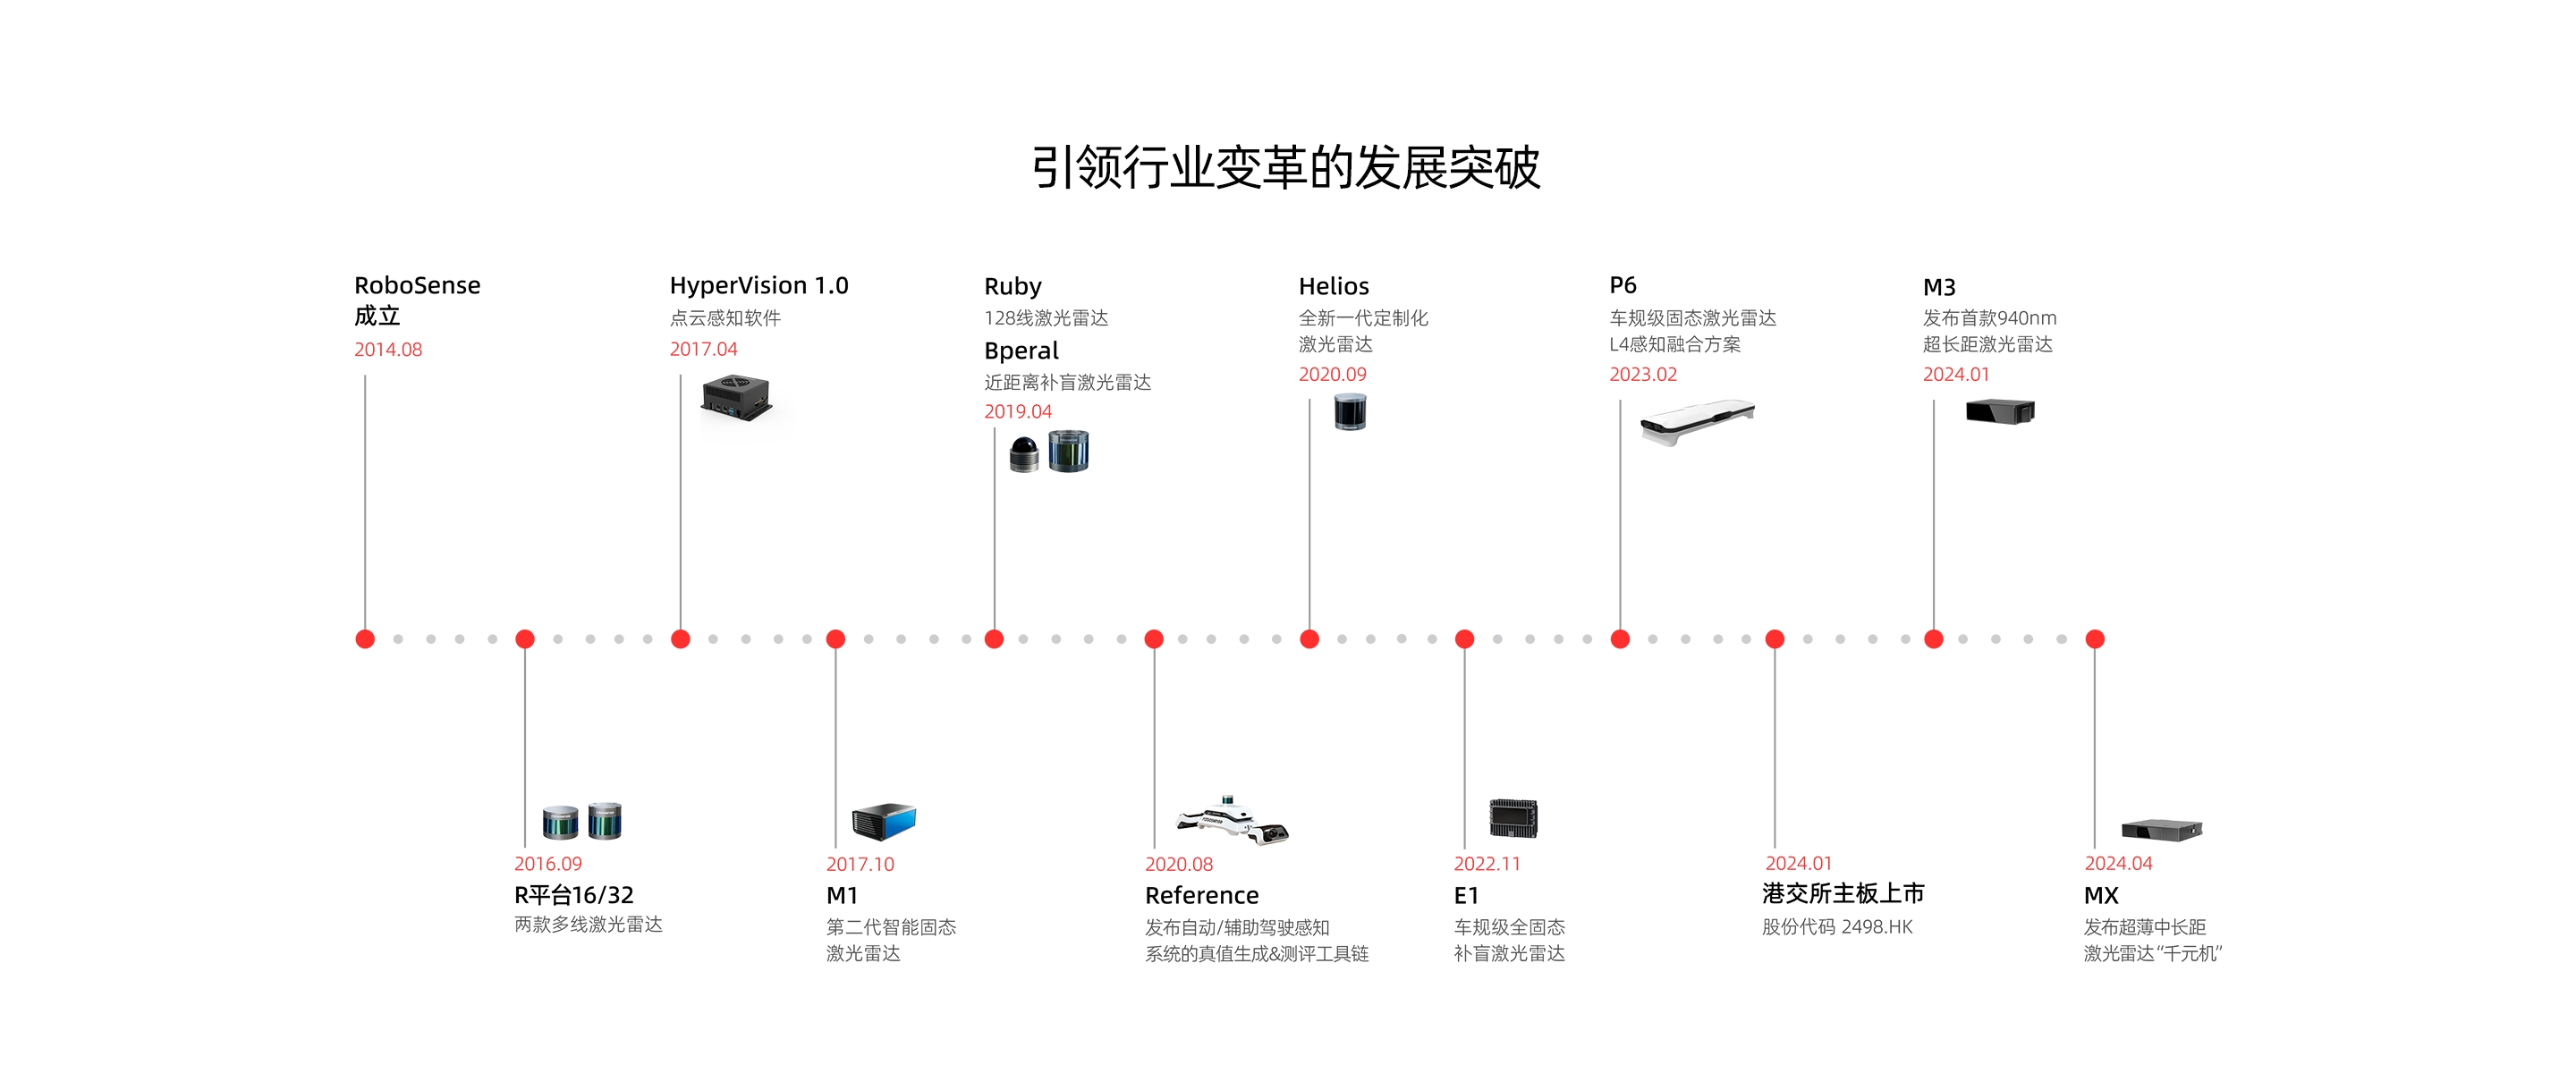 引领行业变革的发展突破
RoboSense
成立
2014.08
HyperVision 1.0
点云感知软件
2017.04
Ruby
128线激光雷达
Bperal
近距离补盲激光雷达
2019.04
Helios
全新一代定制化
激光雷达
2020.09
P6
车规级固态激光雷达
L4感知融合方案
2023.02
M3
发布首款940nm
超长距激光雷达
2024.01
2016.09
R平台16/32
两款多线激光雷达
2017.10
M1
第二代智能固态
激光雷达
2020.08
Reference
发布自动/辅助驾驶感知
系统的真值生成&测评工具链
2022.11
E1
车规级全固态
补盲激光雷达
2024.01
港交所主板上市
股份代码 2498.HK
2024.04
MX
发布超薄中长距
激光雷达“千元机”